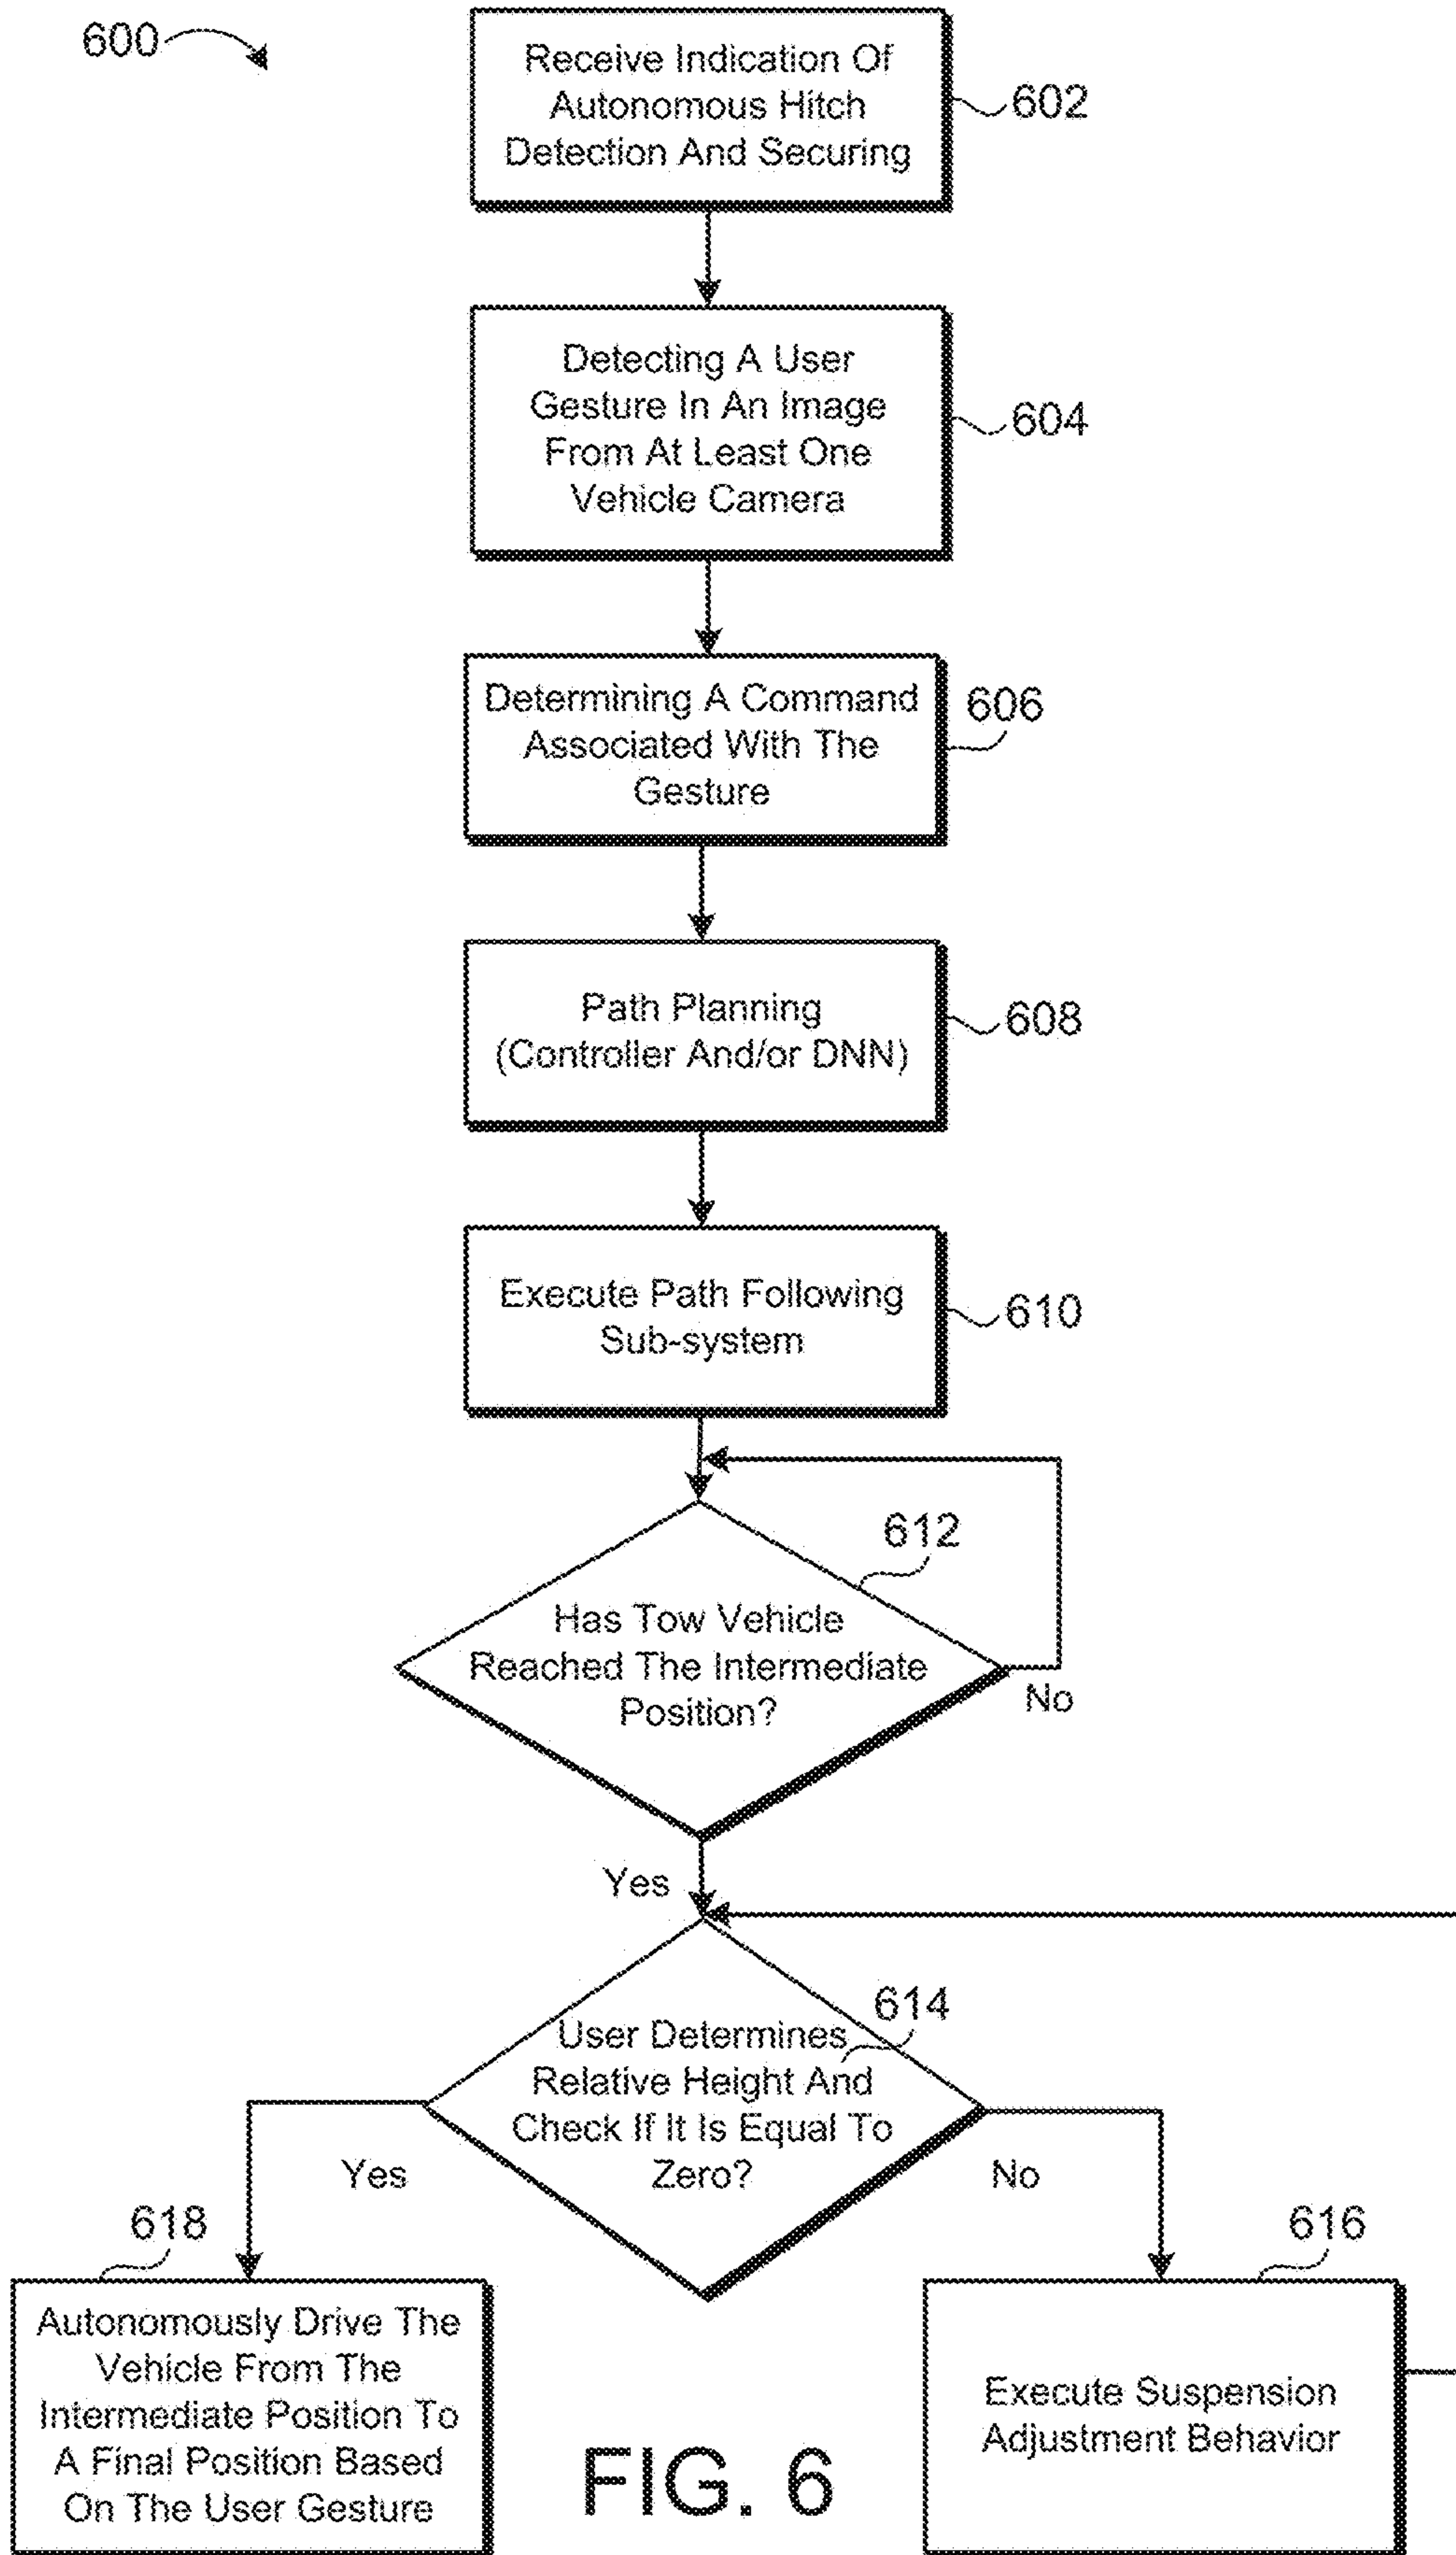 600
Receive Indication Of
Autonomous Hitch
Detection And Securing
602
Detecting A User
Gesture In An Image
From At Least One
Vehicle Camera
604
Determining A Command
Associated With The
Gesture
606
Path Planning
(Controller And/or DNN)
608
Execute Path Following
Sub-system
610
612
Has Tow Vehicle
Reached The Intermediate
Position?
No
Yes
614
User Determines
Relative Height And
Check If It Is Equal To
Zero?
Yes
No
618
Autonomously Drive The
Vehicle From The
Intermediate Position To
A Final Position Based
On The User Gesture
616
Execute Suspension
Adjustment Behavior
FIG. 6